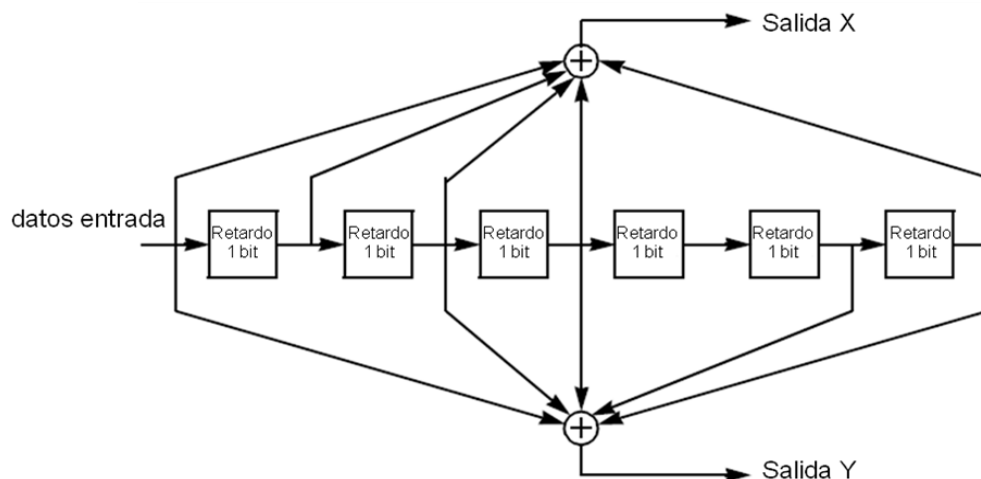 Salida X
datos entrada
Retardo
1 bit
Retardo
1 bit
Retardo
1 bit
Retardo
1 bit
Retardo
1 bit
Retardo
1 bit
Salida Y